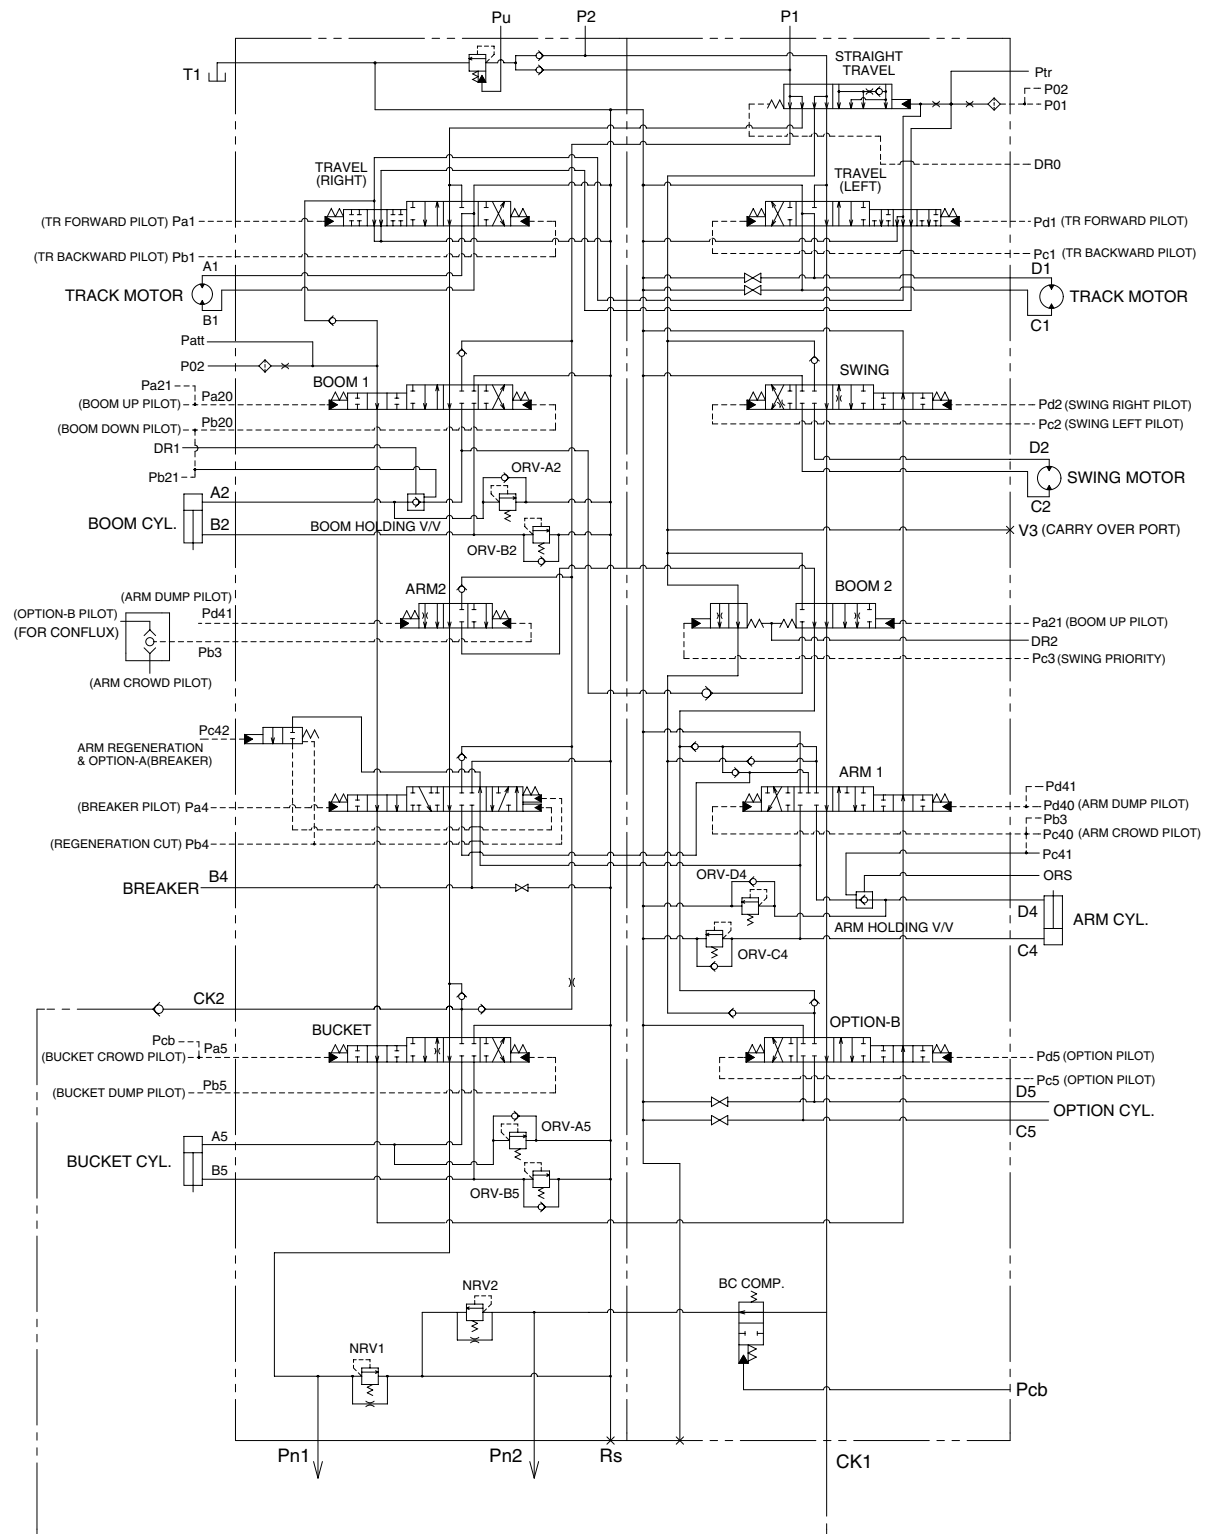 Pu
P2
P1
T1
STRAIGHT
TRAVEL
Ptr
P02
P01
DR0
TRAVEL
(RIGHT)
TRAVEL
(LEFT)
(TR FORWARD PILOT) Pa1
Pd1 (TR FORWARD PILOT)
(TR BACKWARD PILOT) Pb1
Pc1 (TR BACKWARD PILOT)
A1
D1
TRACK MOTOR
TRACK MOTOR
B1
C1
Patt
P02
BOOM 1
SWING
Pa21
(BOOM UP PILOT) Pa20
Pd2 (SWING RIGHT PILOT)
(BOOM DOWN PILOT) Pb20
Pc2 (SWING LEFT PILOT)
DR1
D2
Pb21
ORV-A2
SWING MOTOR
A2
C2
BOOM CYL.
B2
BOOM HOLDING V/V
V3 (CARRY OVER PORT)
ORV-B2
ARM2
BOOM 2
(ARM DUMP PILOT)
Pd41
(OPTION-B PILOT)
(FOR CONFLUX)
Pa21 (BOOM UP PILOT)
DR2
Pb3
Pc3 (SWING PRIORITY)
(ARM CROWD PILOT)
Pc42
ARM REGENERATION
& OPTION-A(BREAKER)
ARM 1
Pd41
(BREAKER PILOT) Pa4
Pd40 (ARM DUMP PILOT)
Pb3
Pc40 (ARM CROWD PILOT)
(REGENERATION CUT) Pb4
Pc41
BREAKER
B4
ORV-D4
ORS
D4
ARM CYL.
ARM HOLDING V/V
C4
ORV-C4
CK2
BUCKET
OPTION-B
Pcb
(BUCKET CROWD PILOT) Pa5
Pd5 (OPTION PILOT)
Pc5 (OPTION PILOT)
(BUCKET DUMP PILOT) Pb5
D5
OPTION CYL.
C5
A5
ORV-A5
BUCKET CYL.
B5
ORV-B5
NRV2
BC COMP.
NRV1
Pcb
Pn1
Pn2
Rs
CK1